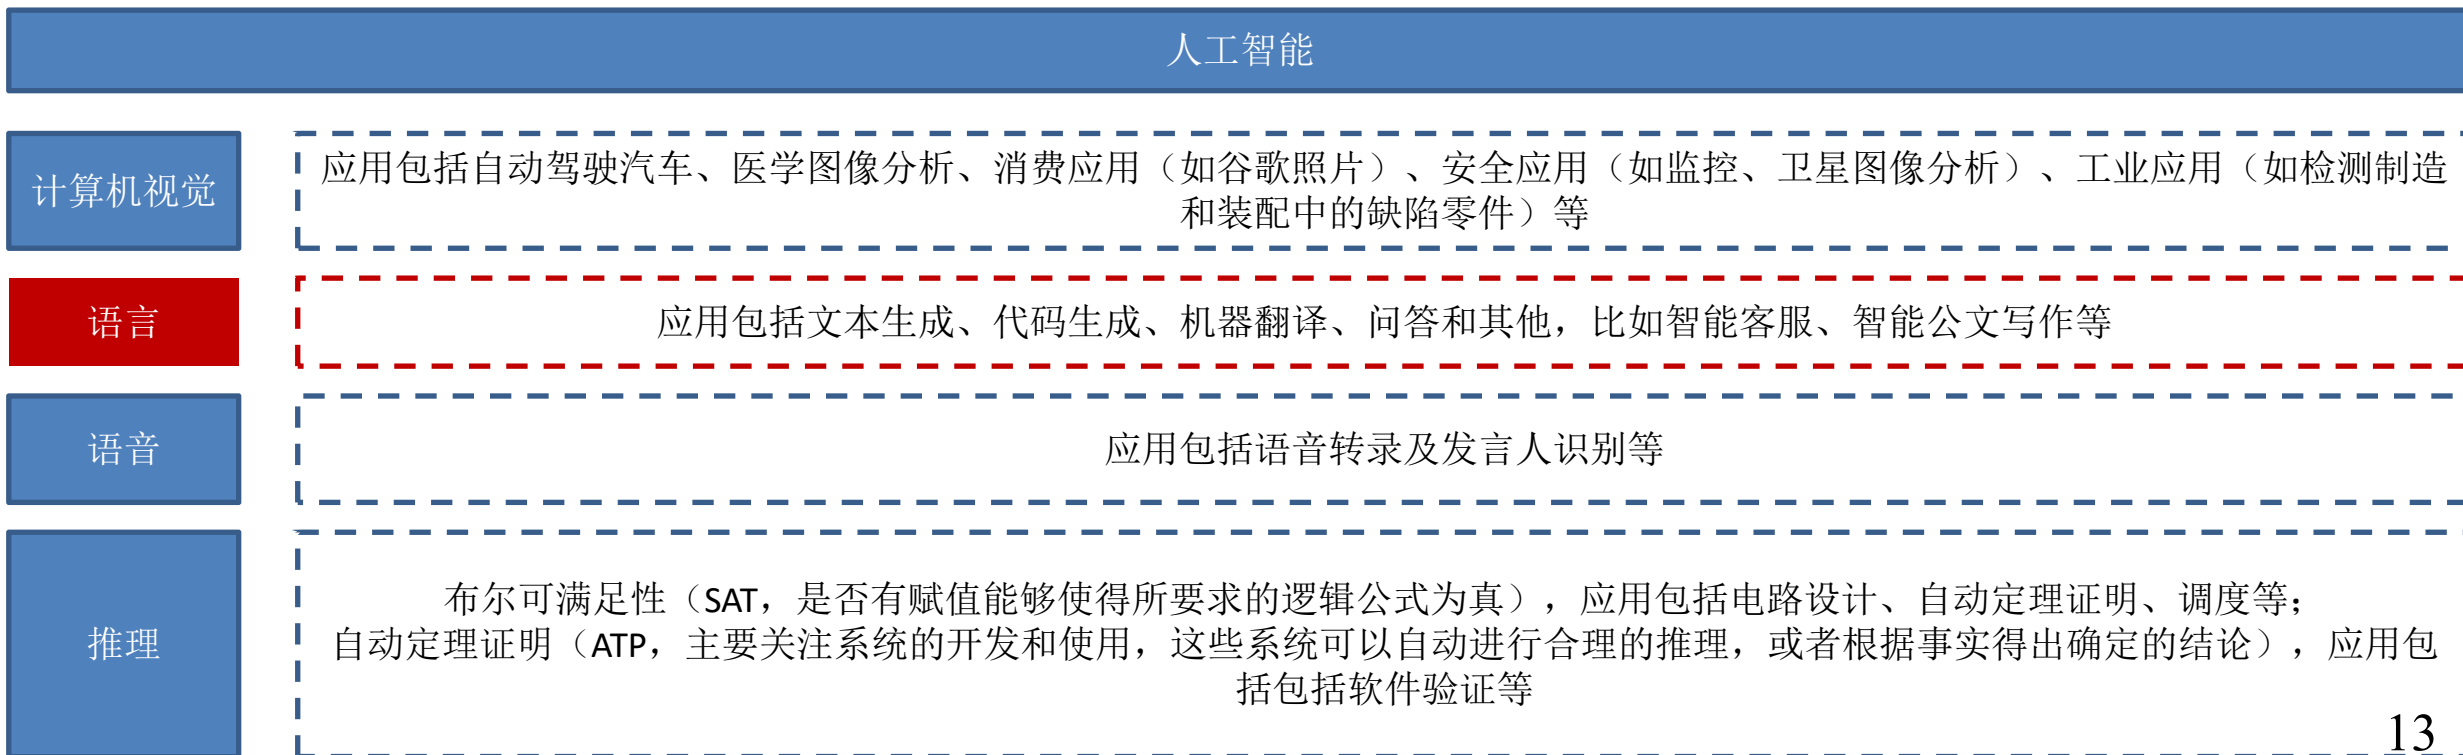 人工智能
计算机视觉
应用包括自动驾驶汽车、医学图像分析、消费应用（如谷歌照片）、安全应用（如监控、卫星图像分析）、工业应用（如检测制造
和装配中的缺陷零件）等
语言
应用包括文本生成、代码生成、机器翻译、问答和其他，比如智能客服、智能公文写作等
语音
应用包括语音转录及发言人识别等
推理
布尔可满足性（SAT，是否有赋值能够使得所要求的逻辑公式为真），应用包括电路设计、自动定理证明、调度等；
自动定理证明（ATP，主要关注系统的开发和使用，这些系统可以自动进行合理的推理，或者根据事实得出确定的结论），应用包
括包括软件验证等
13